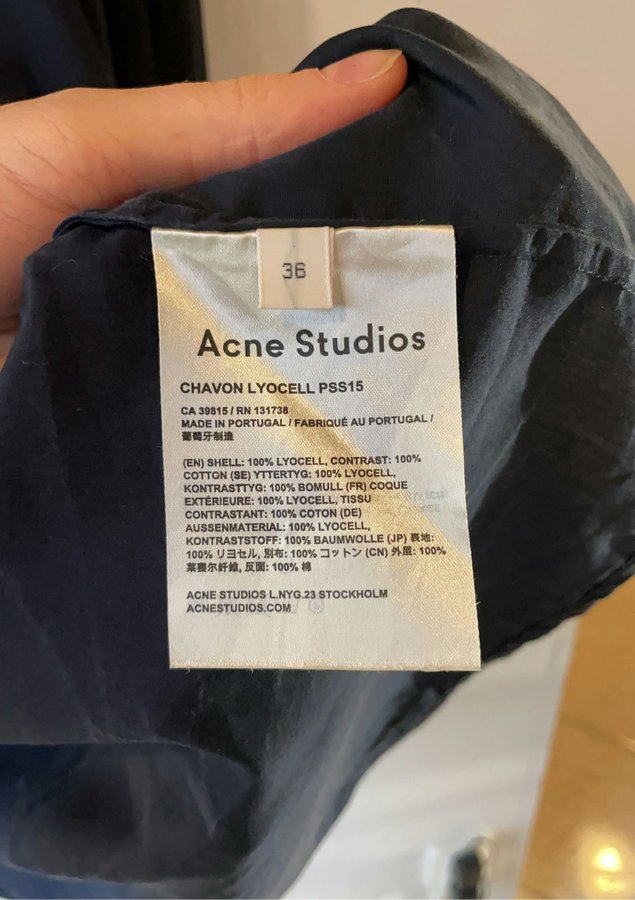 36
Acne Studios
CHAVON LYOCELL PSS15
CA 39815 / RN 131738
MADE IN PORTUGAL / FABRIQUÉ AU PORTUGAL /
葡萄牙制造
(EN) SHELL: 100% LYOCELL, CONTRAST: 100%
COTTON (SE) YTTERTYG: 100% LYOCELL,
KONTRASTTYG: 100% BOMULL (FR) COQUE
EXTÉRIEURE: 100% LYOCELL, TISSU
CONTRASTANT: 100% COTON (DE)
AUSSENMATERIAL: 100% LYOCELL,
KONTRASTSTOFF: 100% BAUMWOLLE (JP) 表地:
100% リヨセル, 別布: 100% コットン (CN) 外层: 100%
莱赛尔纤维, 反面: 100% 棉
ACNE STUDIOS L.NYG.23 STOCKHOLM
ACNESTUDIOS.COM